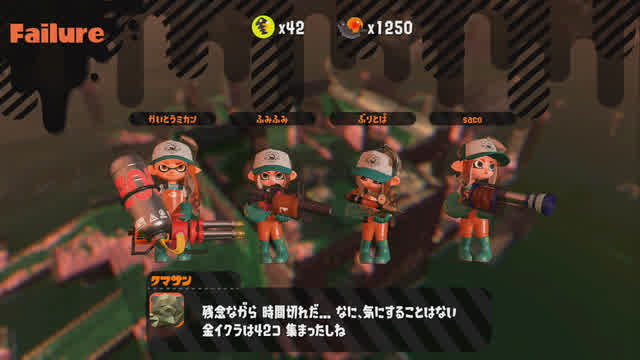 Failure
x42
x1250
かいとうミカン
ふみふみ
ぷりとば
saco
クマサン
残念ながら 時間切れだ... なに、気にすることはない
金イクラは42コ 集まったしね